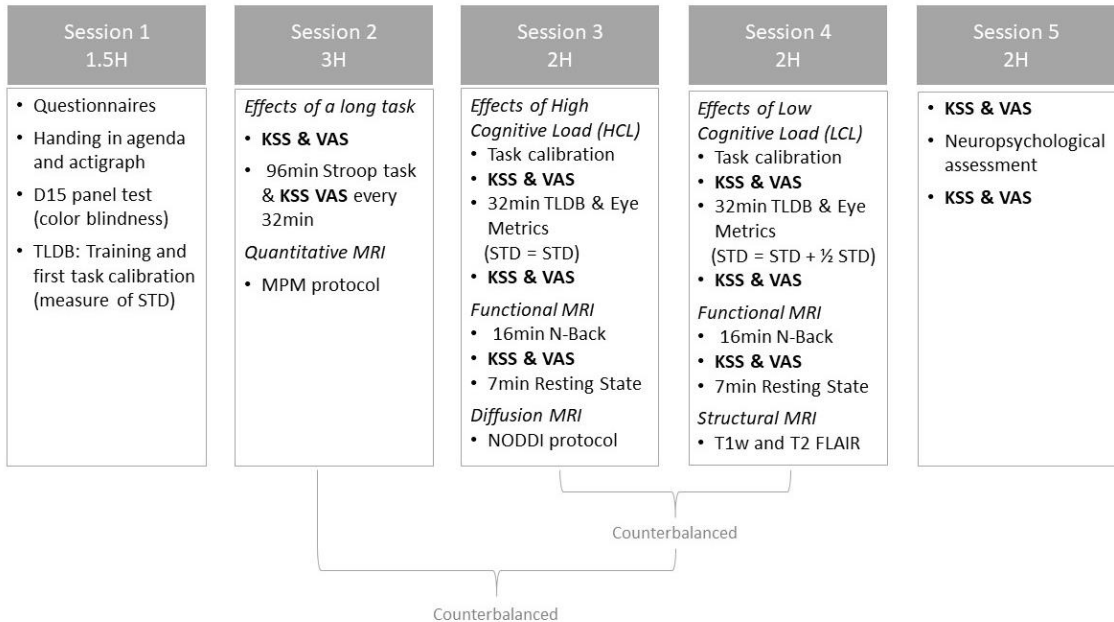 Session 1
1.5H
• Questionnaires
• Handing in agenda
and actigraph
• D15 panel test
(color blindness)
• TLDB: Training and
first task calibration
(measure of STD)
Session 2
3H
Effects of a long task
• KSS & VAS
• 96min Stroop task
& KSS VAS every
32min
Quantitative MRI
• MPM protocol
Session 3
2H
Effects of High
Cognitive Load (HCL)
• Task calibration
• KSS & VAS
• 32min TLDB & Eye
Metrics
(STD = STD)
• KSS & VAS
Functional MRI
• 16min N-Back
• KSS & VAS
• 7min Resting State
Diffusion MRI
• NODDI protocol
Session 4
2H
Effects of Low
Cognitive Load (LCL)
• Task calibration
• KSS & VAS
• 32min TLDB & Eye
Metrics
(STD = STD + ½ STD)
• KSS & VAS
Functional MRI
• 16min N-Back
• KSS & VAS
• 7min Resting State
Structural MRI
• T1w and T2 FLAIR
Session 5
2H
• KSS & VAS
• Neuropsychological
assessment
• KSS & VAS
Counterbalanced
Counterbalanced